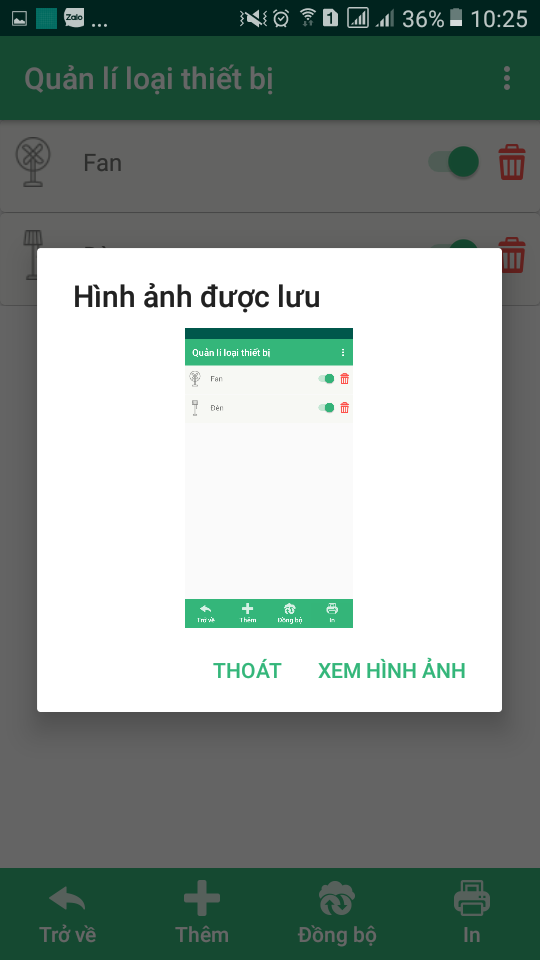 Zalo ... 1 36% 10:25
Quản lí loại thiết bị
Fan
Hình ảnh được lưu
Quản lí loại thiết bị
Fan
Đèn
Trở về Thêm Đồng bộ In
THOÁT XEM HÌNH ẢNH
Trở về Thêm Đồng bộ In